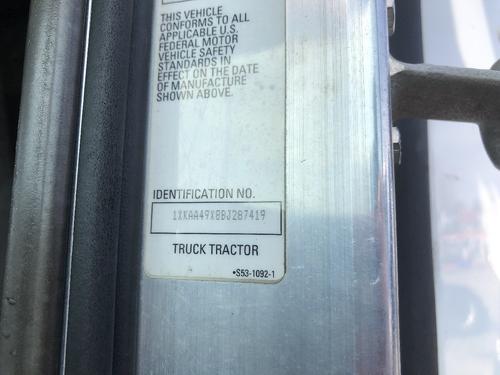 THIS VEHICLE
CONFORMS TO ALL
APPLICABLE U.S.
FEDERAL MOTOR
VEHICLE SAFETY
STANDARDS IN
EFFECT ON THE DATE
OF MANUFACTURE
SHOWN ABOVE.
IDENTIFICATION NO.
1XKAA49X8BJ287419
TRUCK TRACTOR
•S53-1092-1